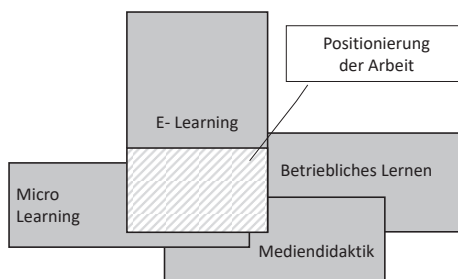 Positionierung
der Arbeit
E- Learning
Betriebliches Lernen
Micro
Learning
Mediendidaktik